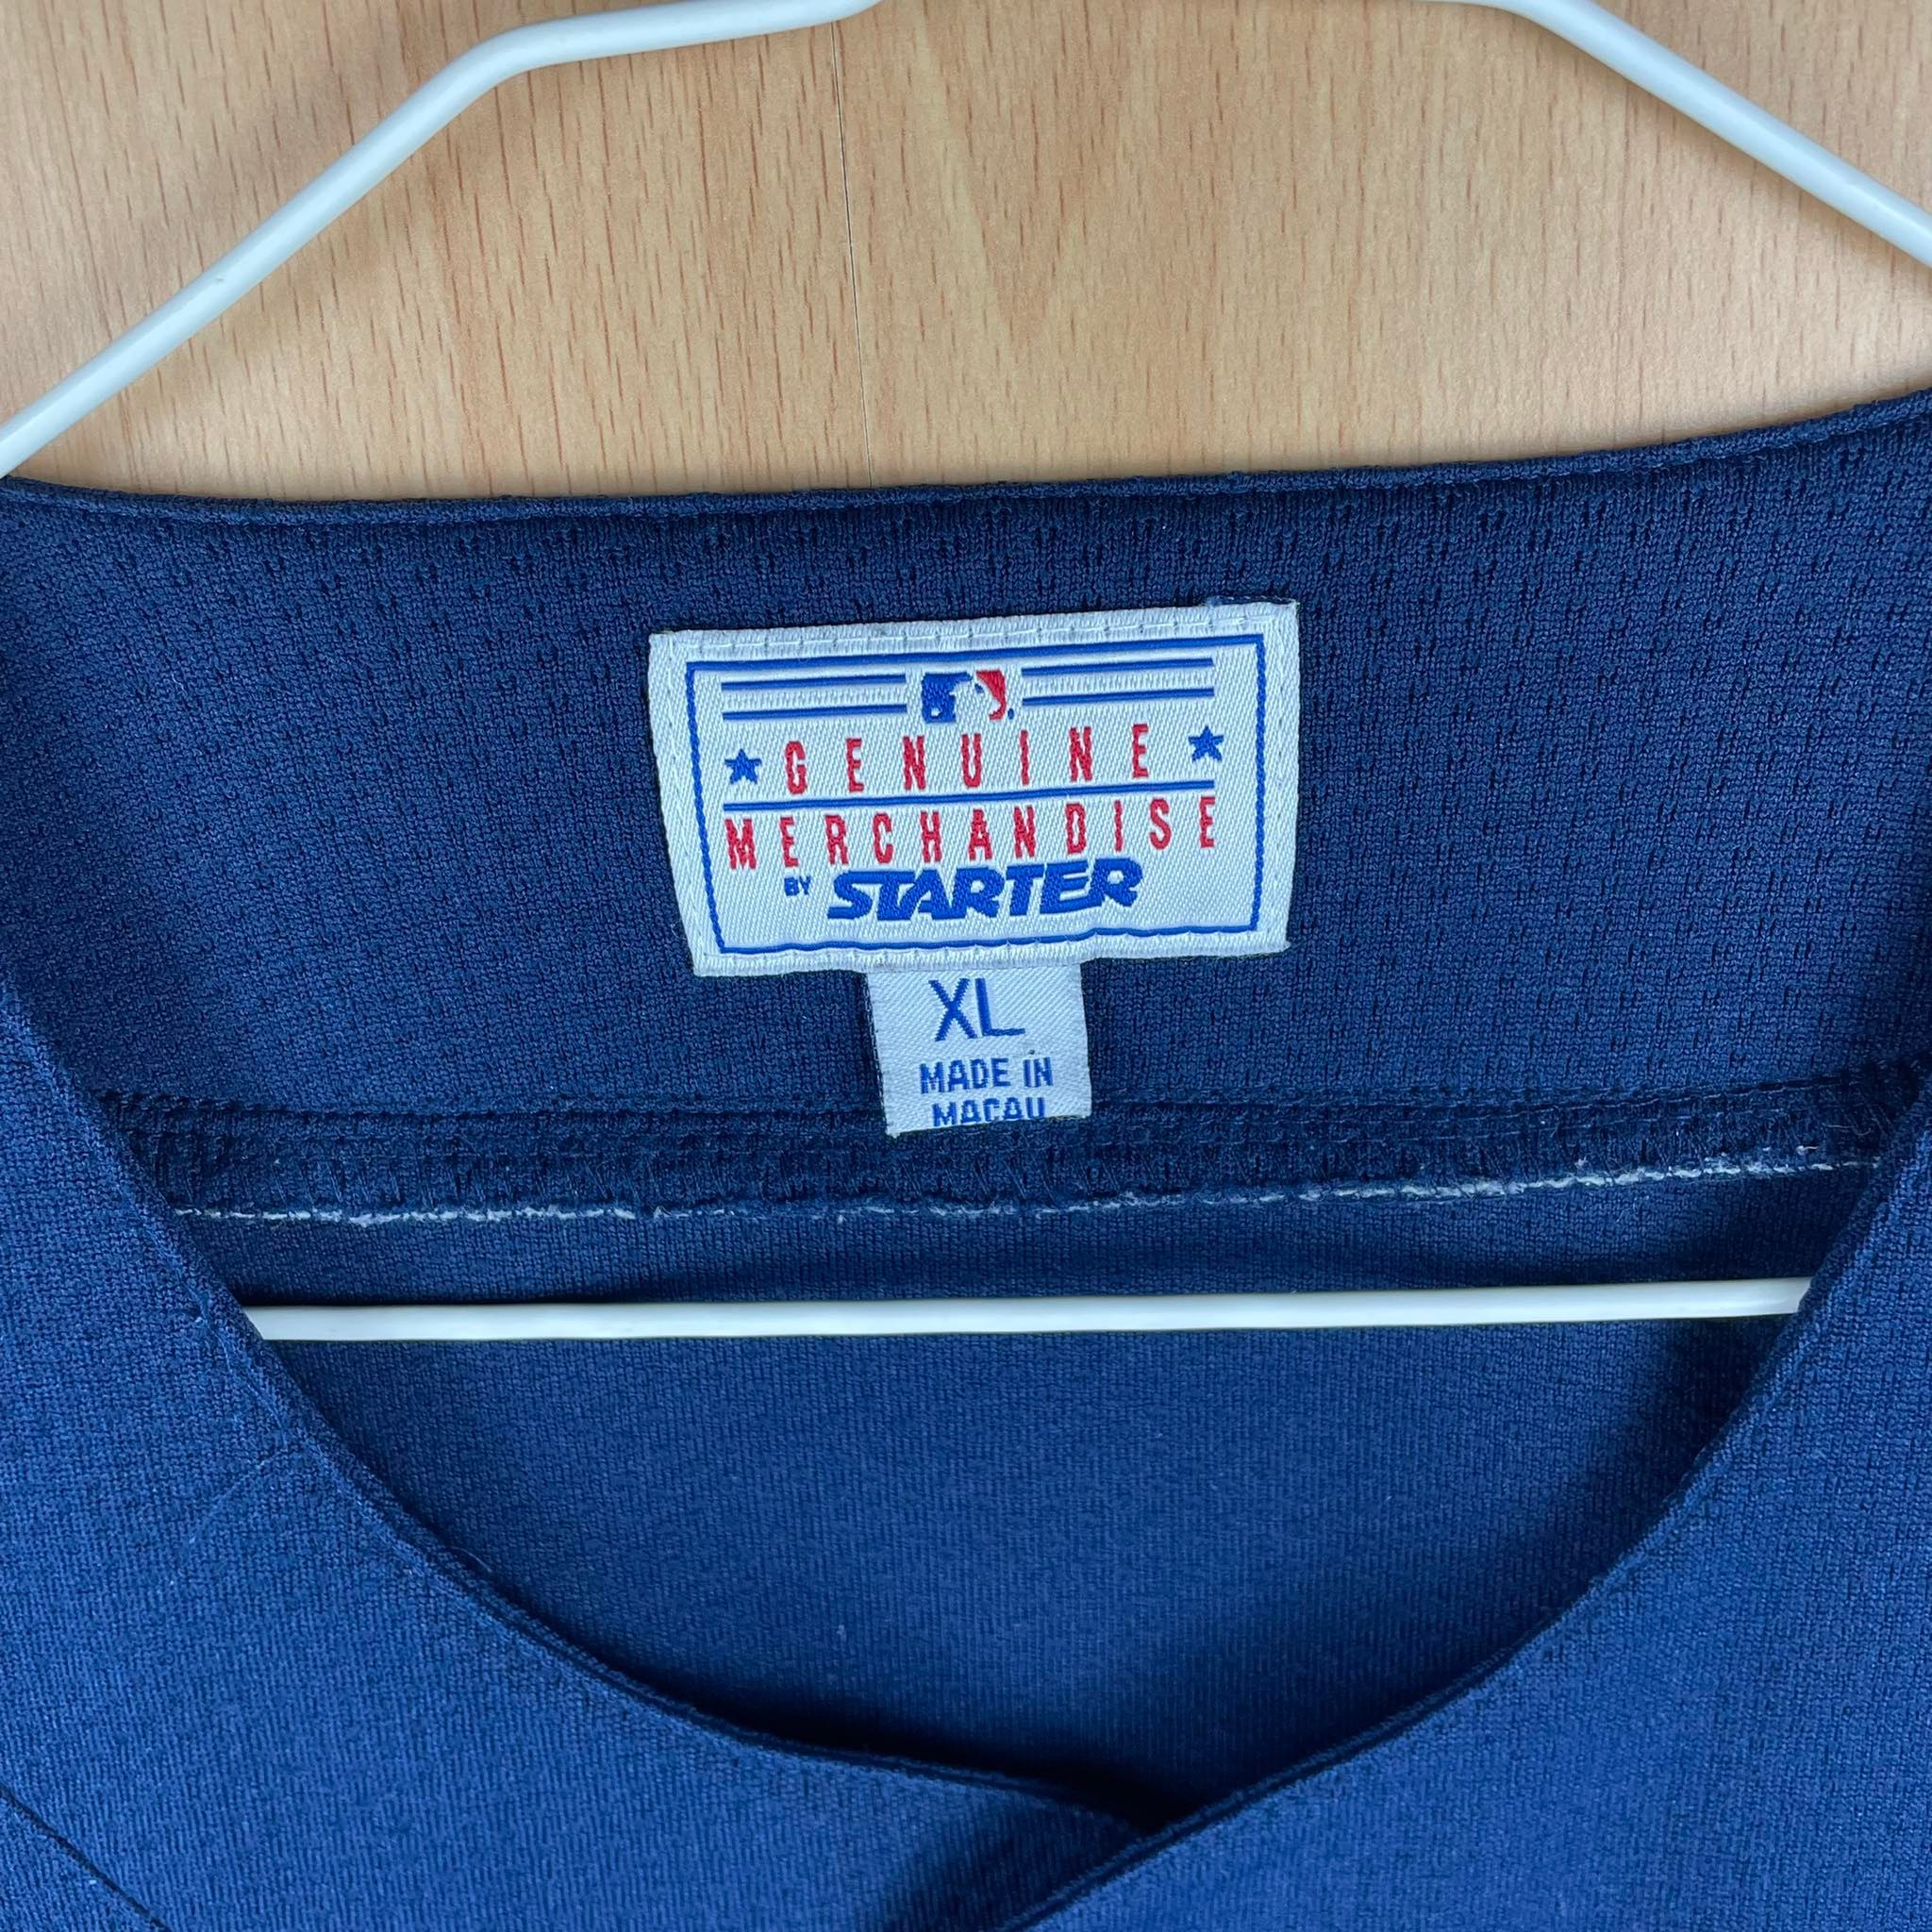 GENUINE
MERCHANDISE
BY STARTER
XL
MADE IN
MACAU